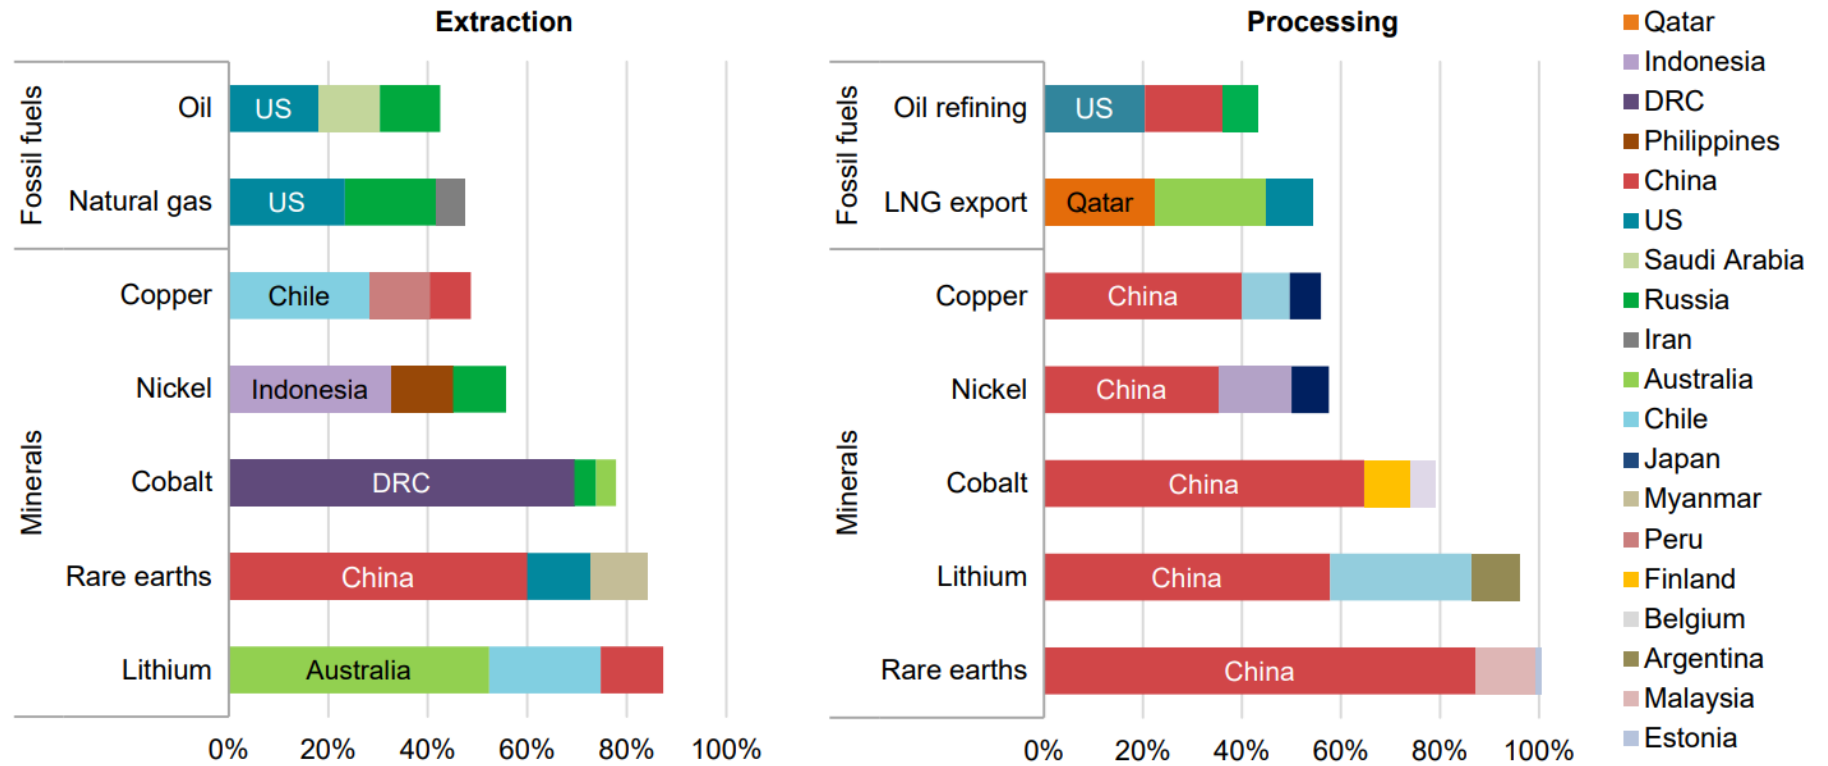 Extraction
Fossil fuels
Oil
US
Natural gas
US
Minerals
Copper
Chile
Nickel
Indonesia
Cobalt
DRC
Rare earths
China
Lithium
Australia
0% 20% 40% 60% 80% 100%
Processing
Fossil fuels
Oil refining
US
LNG export
Qatar
Minerals
Copper
China
Nickel
China
Cobalt
China
Lithium
China
Rare earths
China
0% 20% 40% 60% 80% 100%
Qatar
Indonesia
DRC
Philippines
China
US
Saudi Arabia
Russia
Iran
Australia
Chile
Japan
Myanmar
Peru
Finland
Belgium
Argentina
Malaysia
Estonia